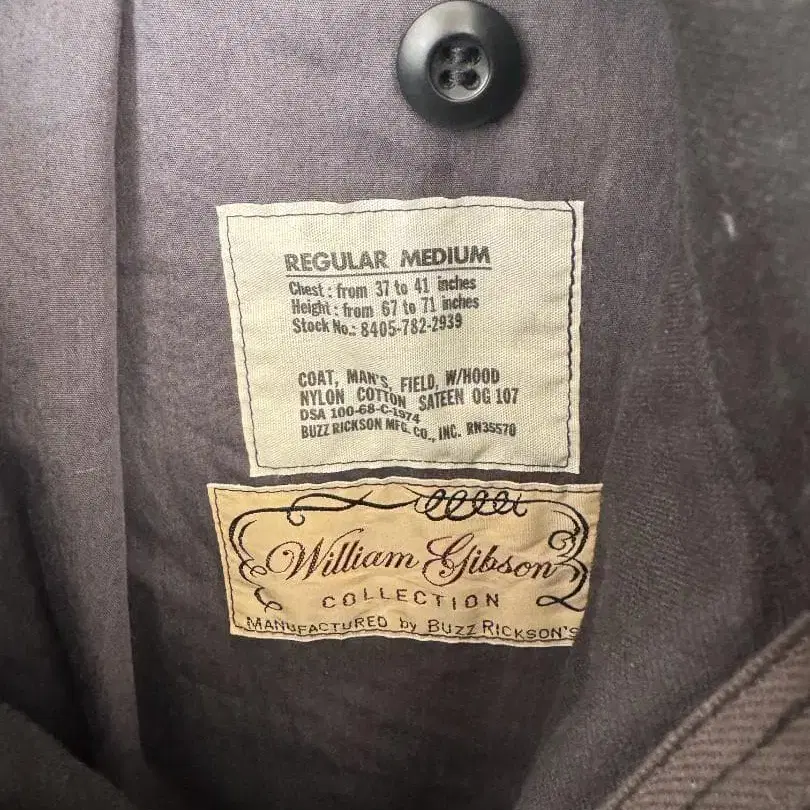 REGULAR MEDIUM
Chest : from 37 to 41 inches
Height : from 67 to 71 inches
Stock No.: 8405-782-2939
COAT, MAN'S, FIELD, W/HOOD
NYLON COTTON SATEEN OG 107
DSA 100-68-C-1974
BUZZ RICKSON MFG. CO., INC. RN35570
William Gibson
COLLECTION
MANUFACTURED by BUZZ RICKSON'S